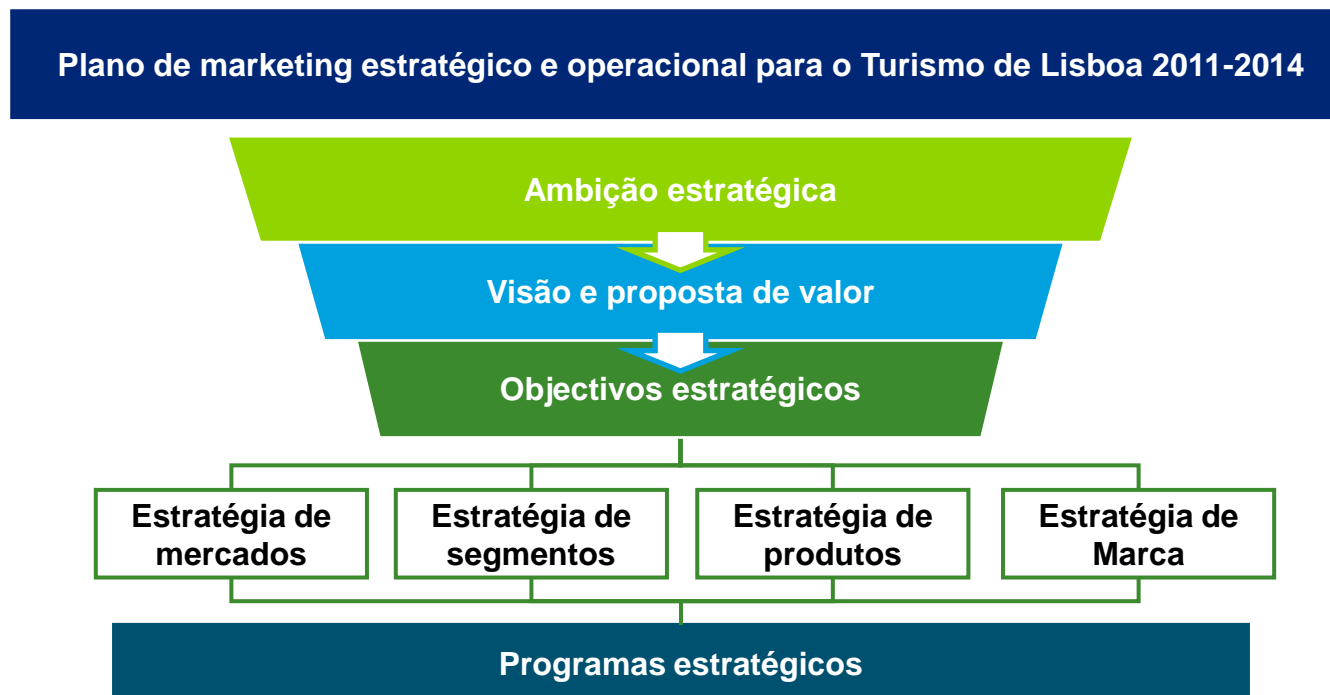 Plano de marketing estratégico e operacional para o Turismo de Lisboa 2011-2014
Ambição estratégica
Visão e proposta de valor
Objectivos estratégicos
Estratégia de
mercados
Estratégia de
segmentos
Estratégia de
produtos
Estratégia de
Marca
Programas estratégicos